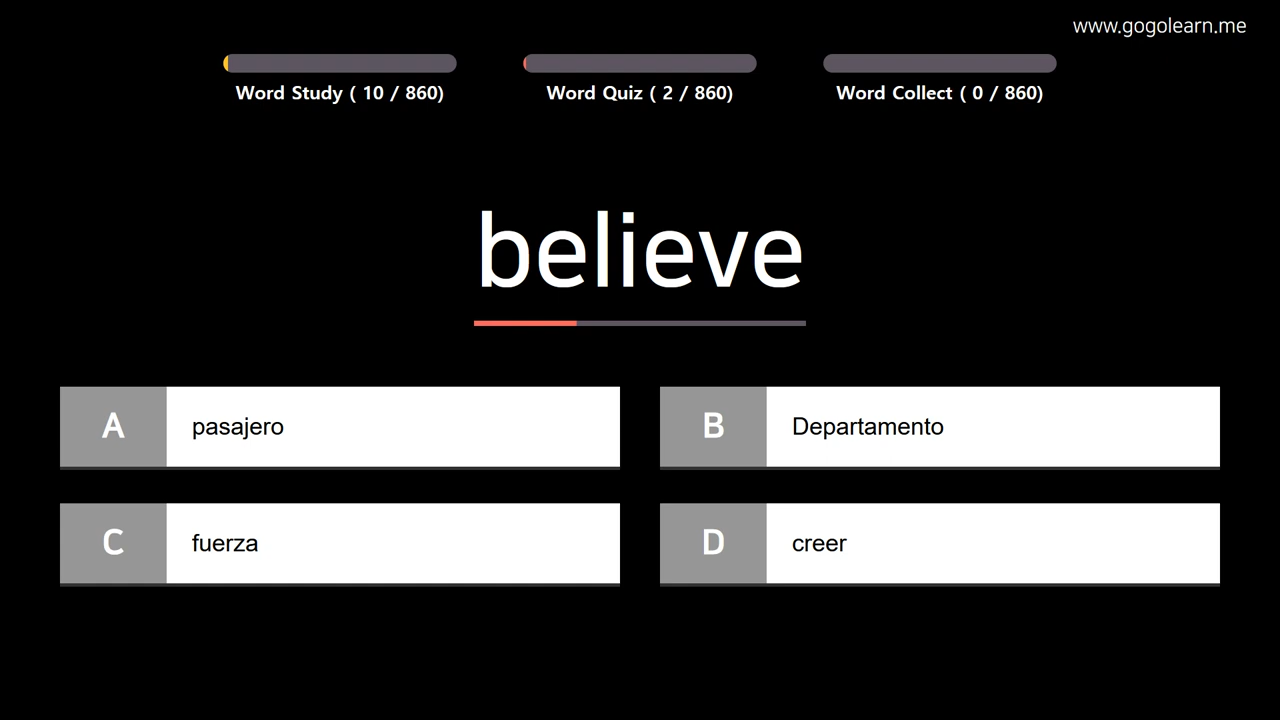 www.gogolearn.me
Word Study ( 10 / 860)
Word Quiz ( 2 / 860)
Word Collect ( 0 / 860)
believe
A pasajero
B Departamento
C fuerza
D creer